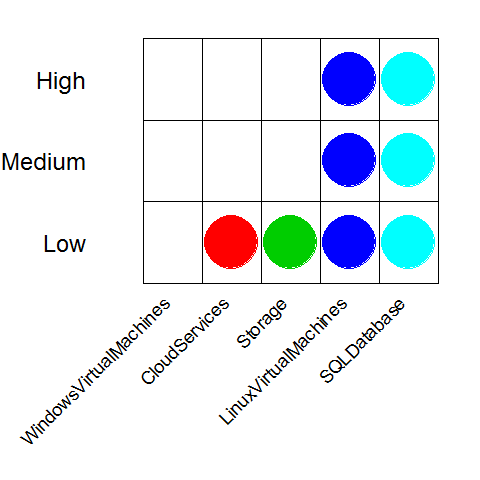 High
Medium
Low
WindowsVirtualMachines
CloudServices
Storage
LinuxVirtualMachines
SQLDatabase